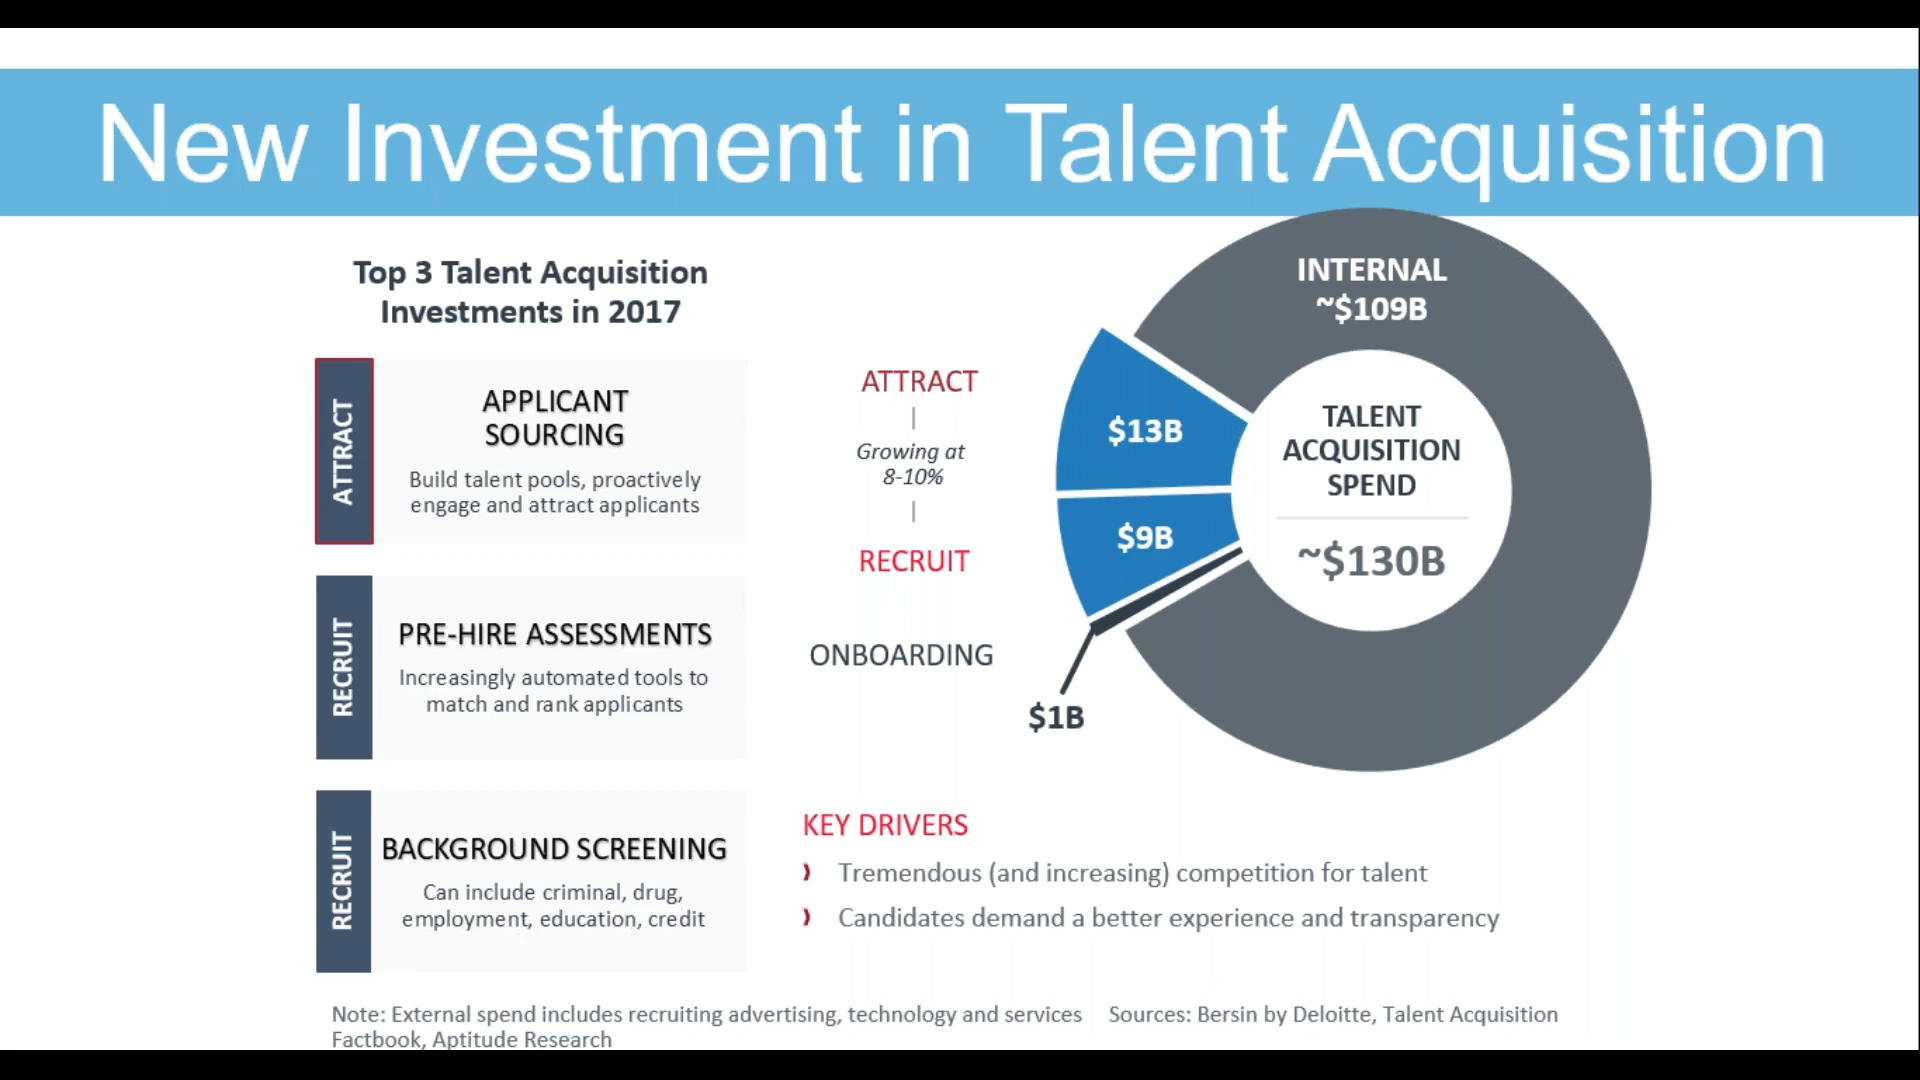 New Investment in Talent Acquisition
Top 3 Talent Acquisition
Investments in 2017
ATTRACT
APPLICANT
SOURCING
Build talent pools, proactively
engage and attract applicants
RECRUIT
PRE-HIRE ASSESSMENTS
Increasingly automated tools to
match and rank applicants
RECRUIT
BACKGROUND SCREENING
Can include criminal, drug,
employment, education, credit
ATTRACT
Growing at
8-10%
RECRUIT
ONBOARDING
INTERNAL
~$109B
$13B
$9B
$1B
TALENT
ACQUISITION
SPEND
~$130B
KEY DRIVERS
Tremendous (and increasing) competition for talent
Candidates demand a better experience and transparency
Note: External spend includes recruiting advertising, technology and services Sources: Bersin by Deloitte, Talent Acquisition
Factbook, Aptitude Research